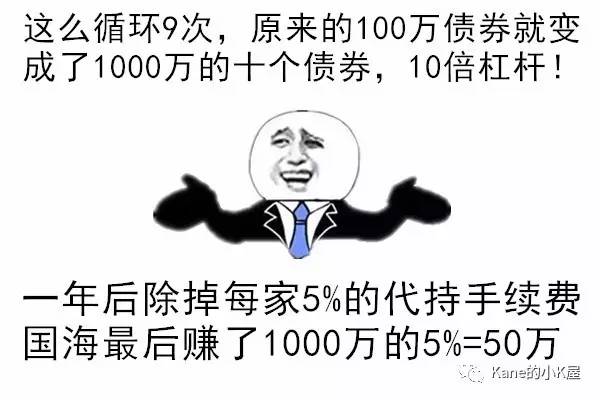 这么循环9次，原来的100万债券就变
成了1000万的十个债券，10倍杠杆！
一年后除掉每家5%的代持手续费
国海最后赚了1000万的5%=50万
Kane的小K屋